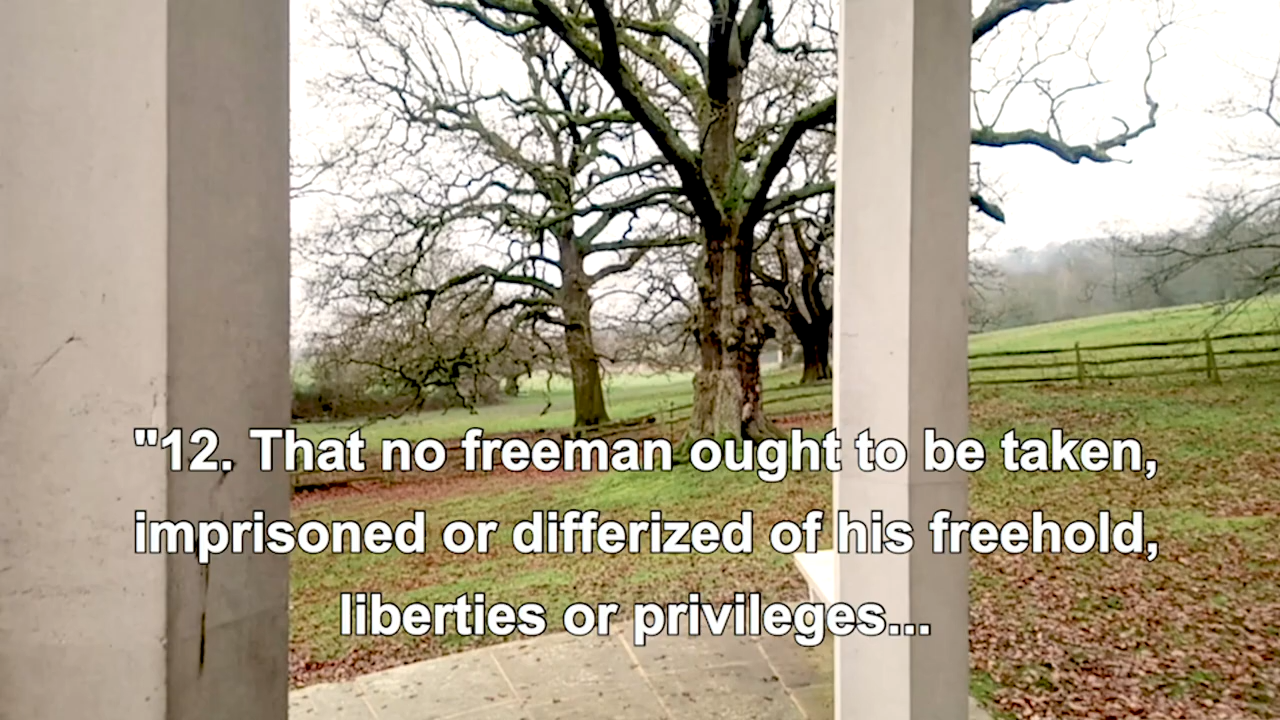 "12. That no freeman ought to be taken,
imprisoned or differized of his freehold,
liberties or privileges...